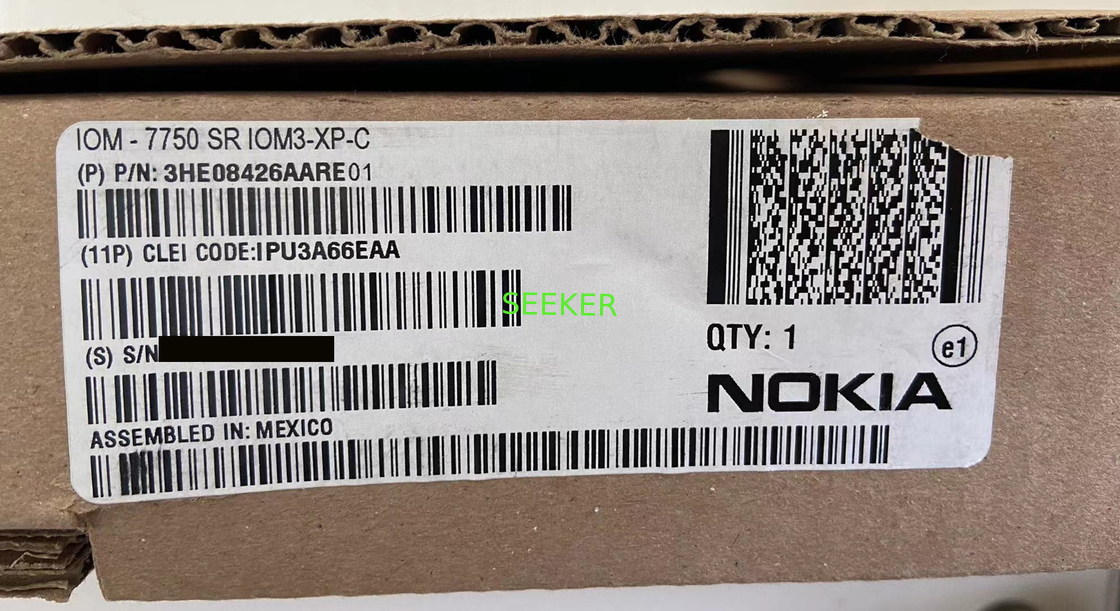 IOM - 7750 SR IOM3-XP-C
(P) P/N: 3HE08426AARE01
(11P) CLEI CODE:IPU3A66EAA
SEEKER
(S) S/N
QTY: 1
e1
NOKIA
ASSEMBLED IN: MEXICO